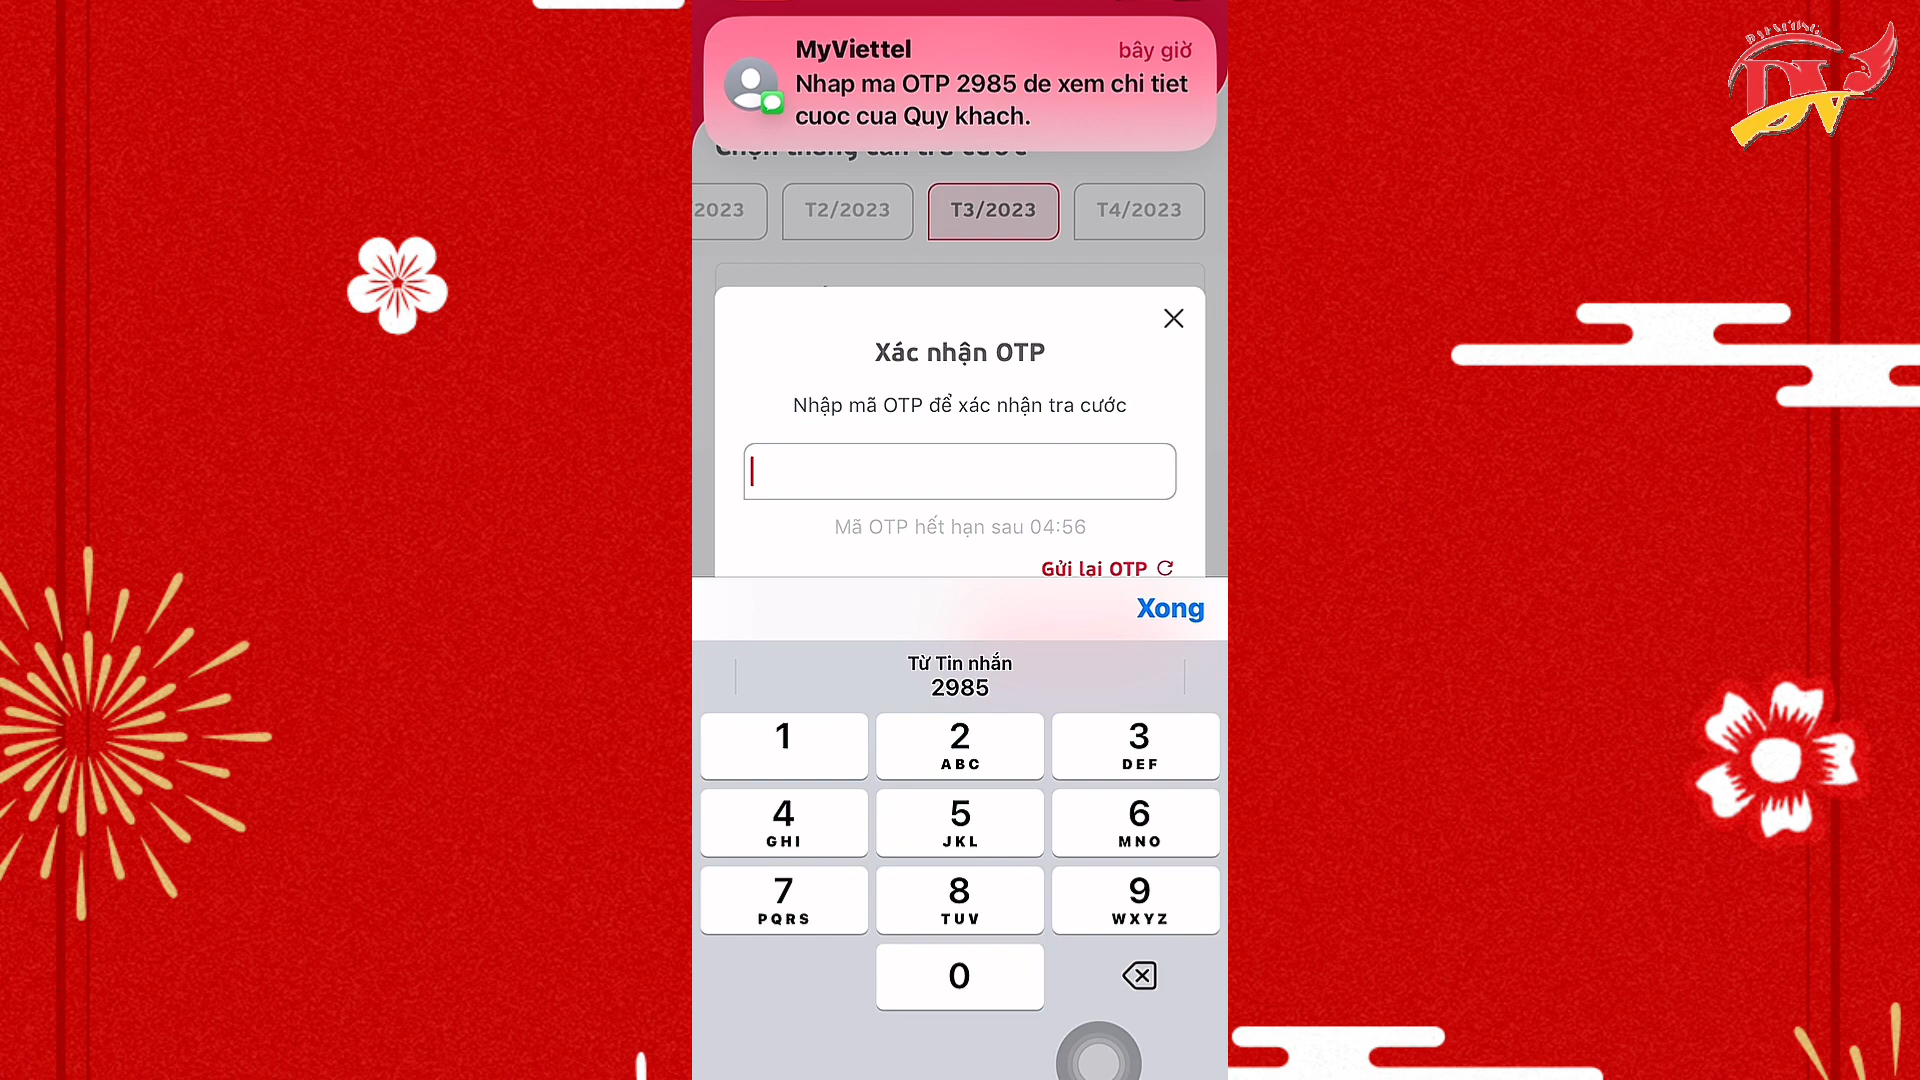 MyViettel
bây giờ
Nhap ma OTP 2985 de xem chi tiet
cuoc cua Quy khach.
2023
T2/2023
T3/2023
T4/2023
Xác nhận OTP
Nhập mã OTP để xác nhận tra cước
Mã OTP hết hạn sau 04:56
Gửi lại OTP
Xong
Từ Tin nhắn
2985
1
2
ABC
3
DEF
4
GHI
5
JKL
6
MNO
7
PQRS
8
TUV
9
WXYZ
0